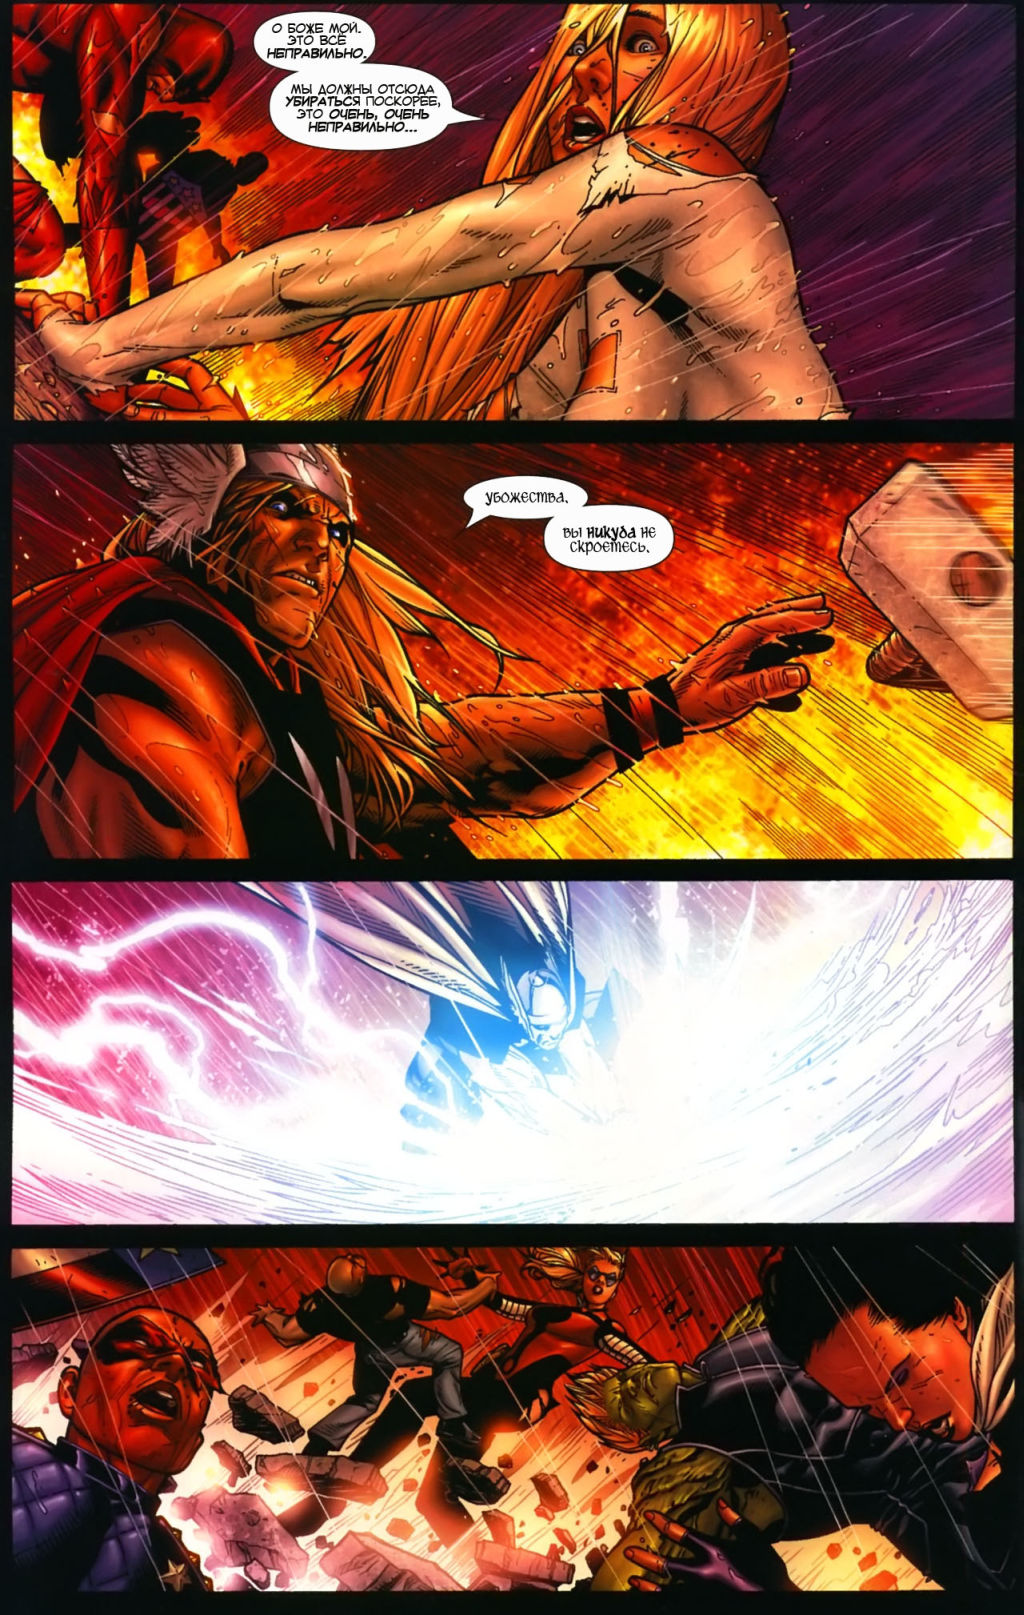 О БОЖЕ МОЙ.
ЭТО ВСЁ
НЕПРАВИЛЬНО.
МЫ ДОЛЖНЫ ОТСЮДА
УБИРАТЬСЯ ПОСКОРЕЕ,
ЭТО ОЧЕНЬ, ОЧЕНЬ
НЕПРАВИЛЬНО...
УБОЖЕСТВА.
ВЫ НИКУДА НЕ
СКРОЕТЕСЬ.